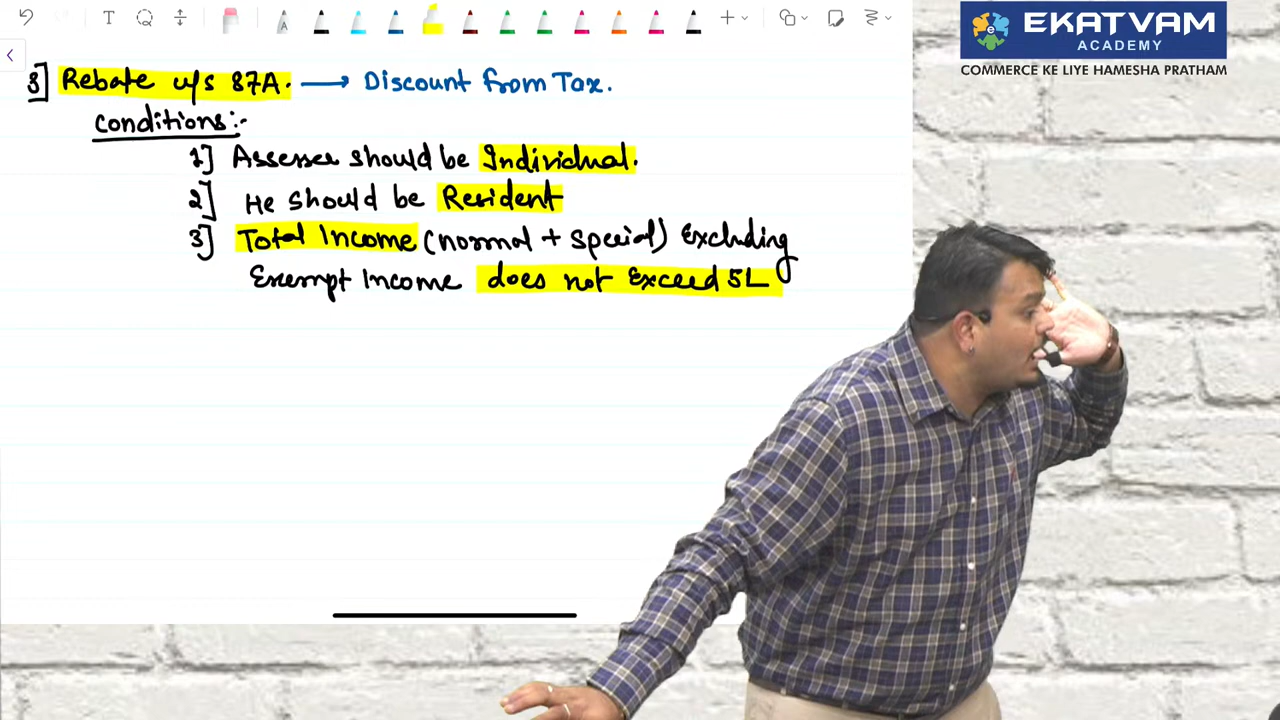 EKATVAM
ACADEMY
COMMERCE KE LIYE HAMESHA PRATHAM
8] Rebate u/s 87A. → Discount from Tax.
Conditions:-
1] Assessee should be Individual.
2] He should be Resident
3] Total Income (normal + Special) Excluding
Exempt Income does not Exceed 5L